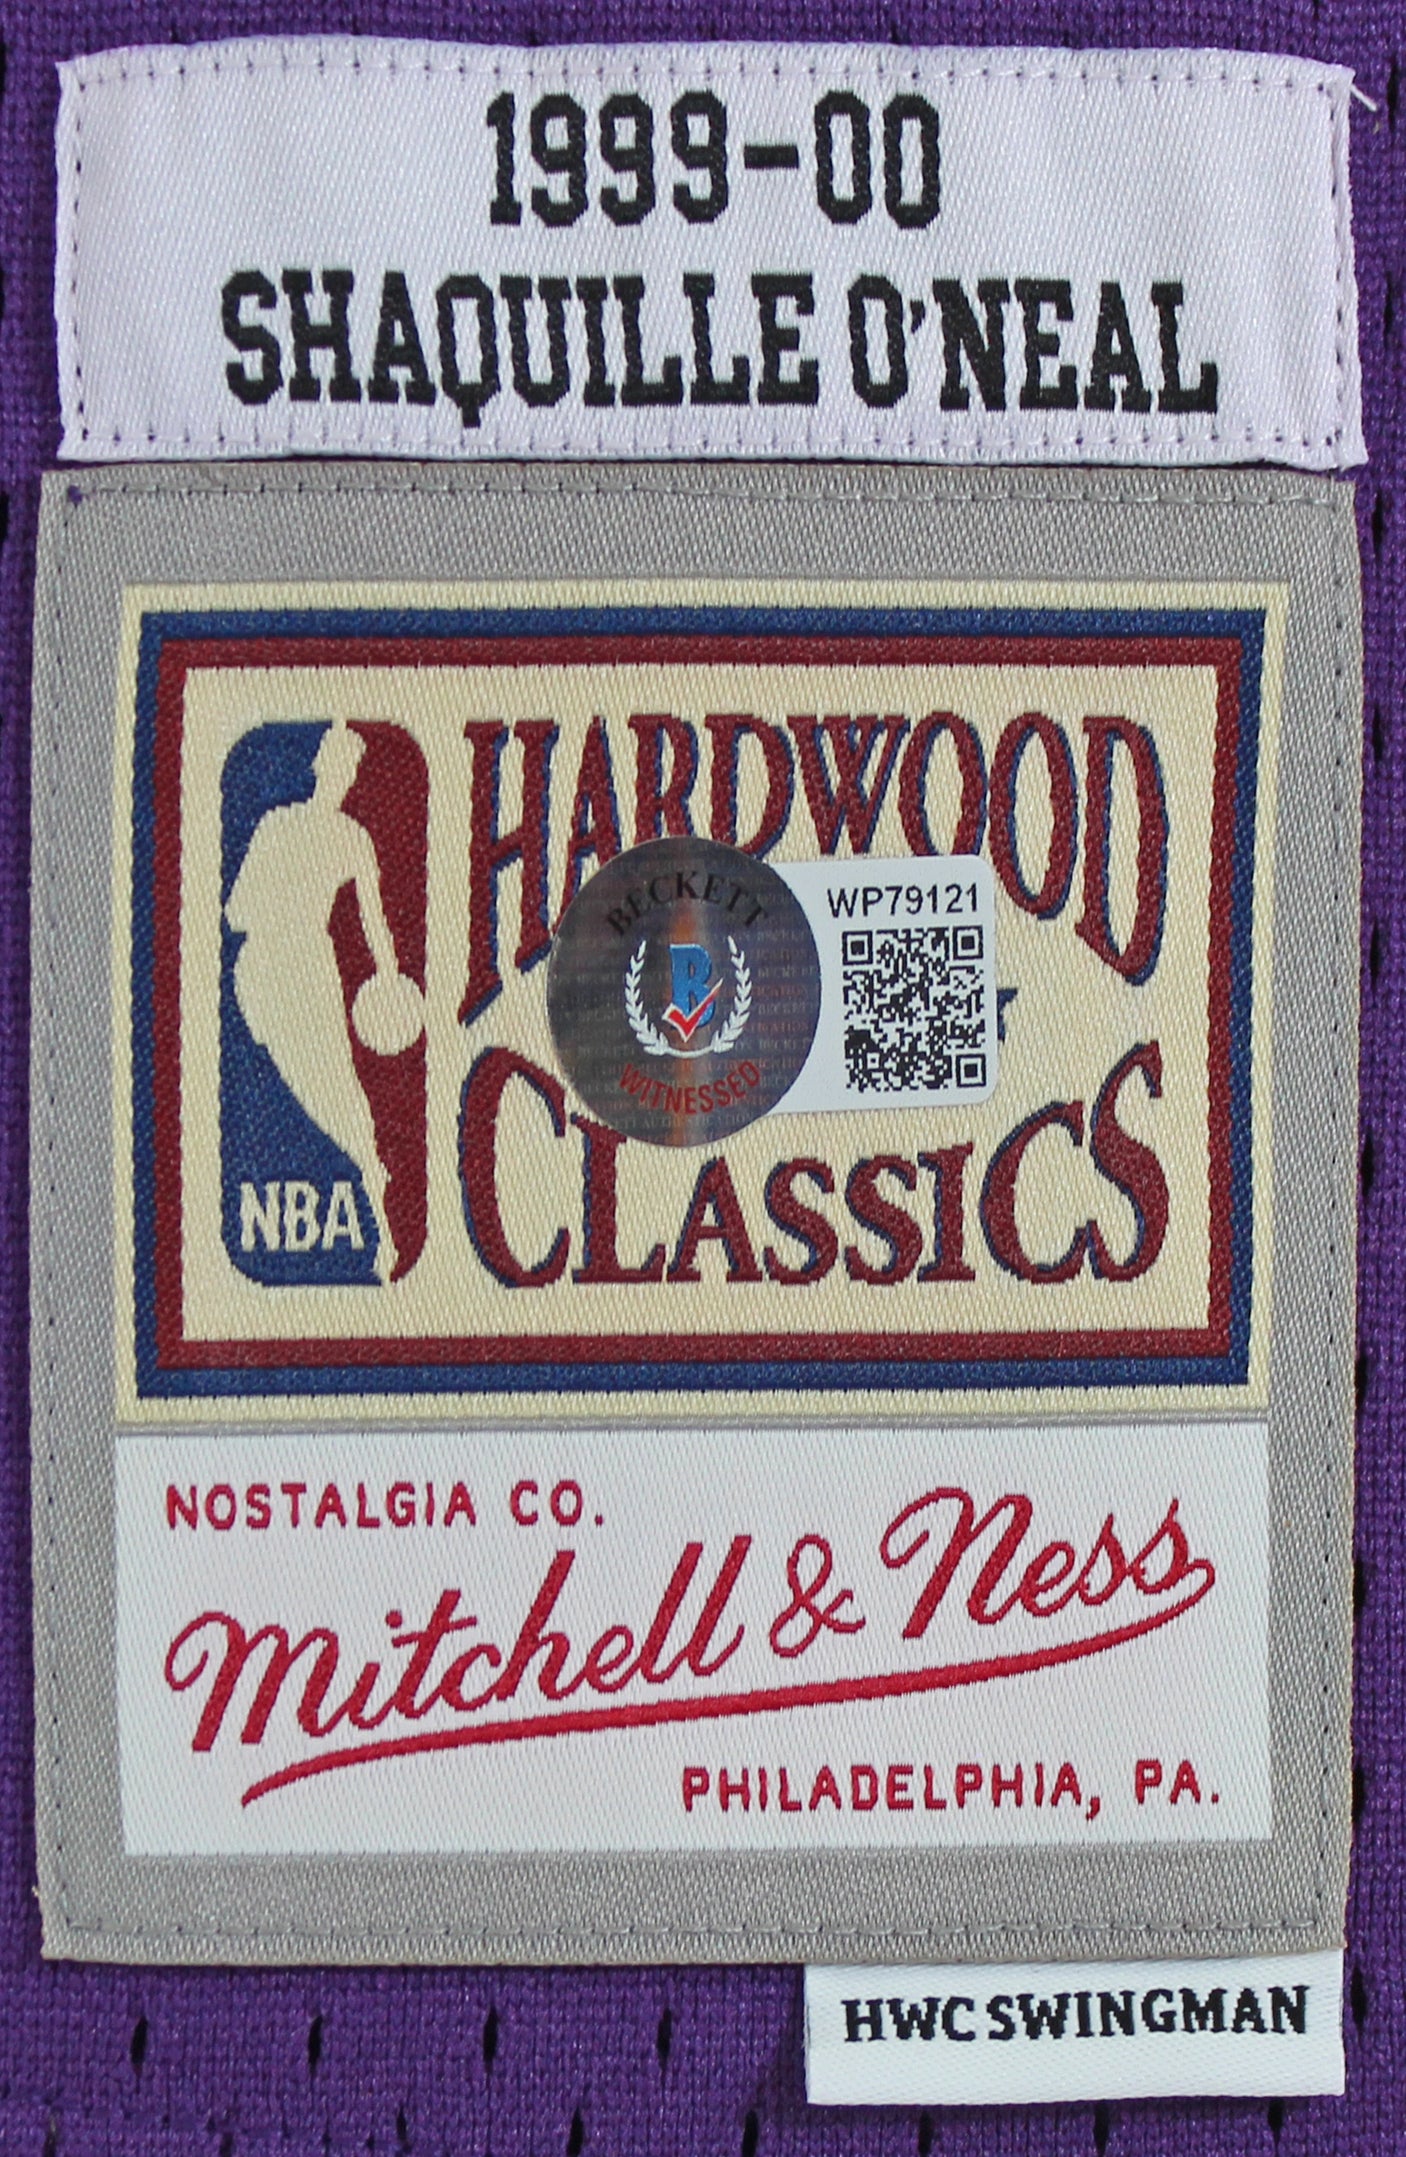 1999-00
SHAQUILLE O'NEAL
HARDWOOD
BECKETT
WP79121
WITNESSED
CLASSICS
NBA
NOSTALGIA CO.
Mitchell & Ness
PHILADELPHIA, PA.
HWC SWINGMAN